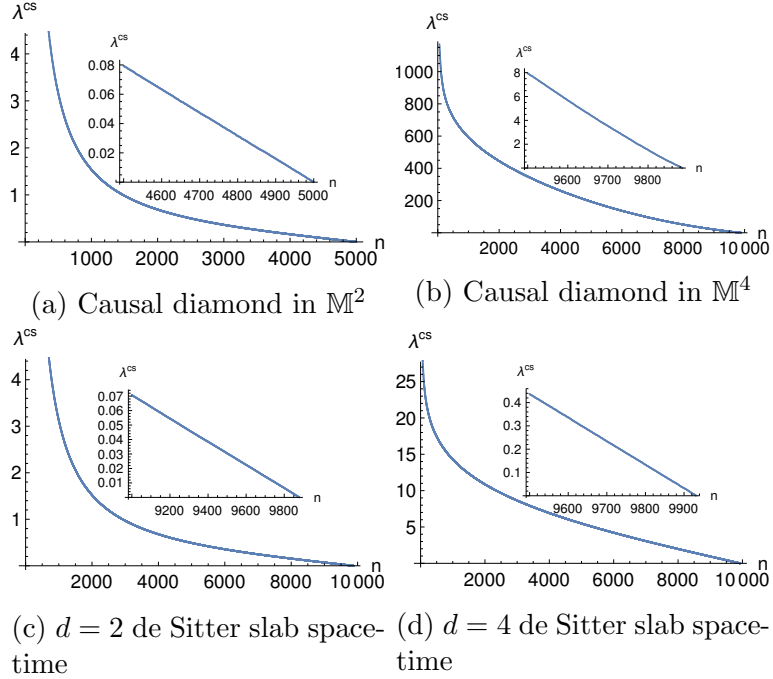 λ^cs
4
3
2
1
1000 2000 3000 4000 5000 n
λ^cs
0.08
0.06
0.04
0.02
4600 4700 4800 4900 5000 n
(a) Causal diamond in 𝕄²
λ^cs
1000
800
600
400
200
2000 4000 6000 8000 10 000 n
λ^cs
8
6
4
2
9600 9700 9800 n
(b) Causal diamond in 𝕄⁴
λ^cs
4
3
2
1
2000 4000 6000 8000 10 000 n
λ^cs
0.07
0.06
0.05
0.04
0.03
0.02
0.01
9200 9400 9600 9800 n
(c) d = 2 de Sitter slab space-
time
λ^cs
25
20
15
10
5
2000 4000 6000 8000 10 000 n
λ^cs
0.4
0.3
0.2
0.1
9600 9700 9800 9900 n
(d) d = 4 de Sitter slab space-
time